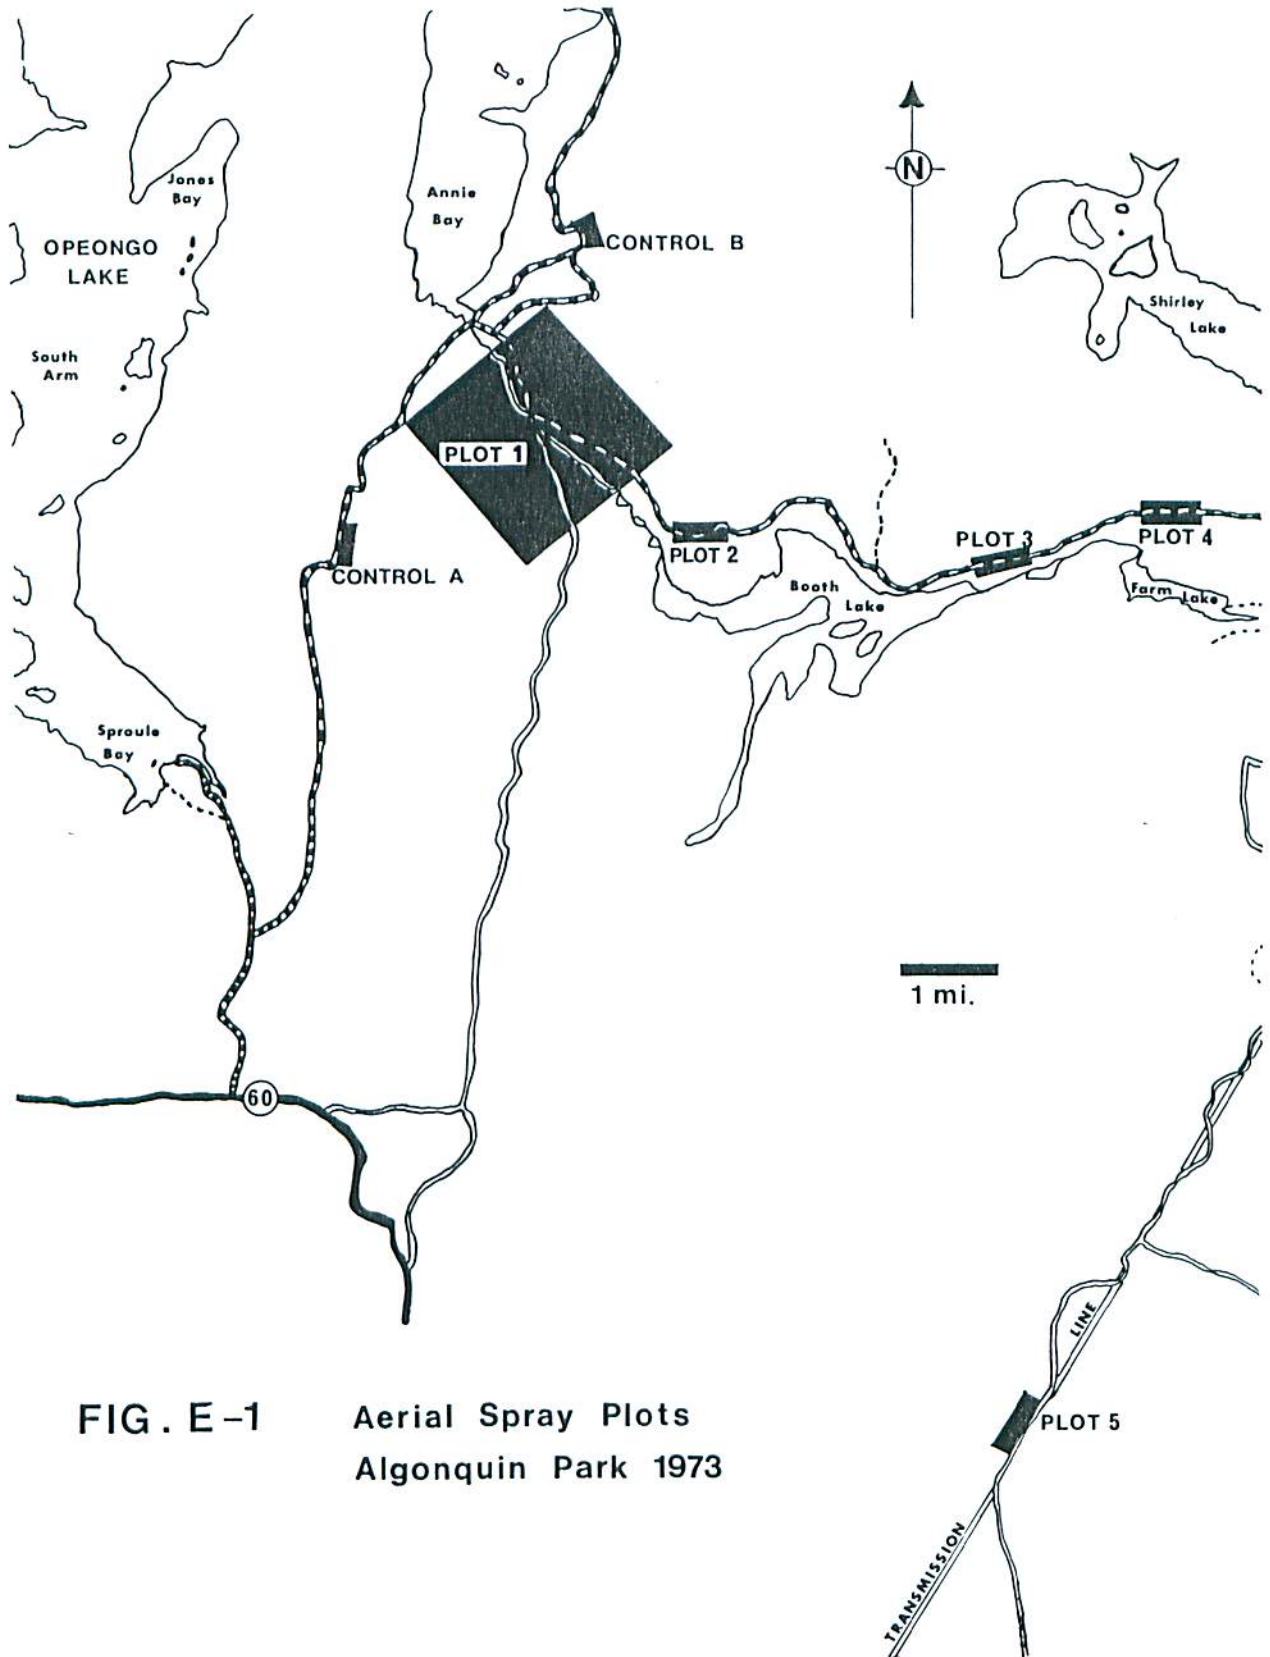 Jones
Bay
Annie
Bay
N
OPEONGO
LAKE
CONTROL B
Shirley
Lake
South
Arm
PLOT 1
PLOT 2
PLOT 3
PLOT 4
CONTROL A
Booth
Lake
Farm Lake
Sproule
Bay
1 mi.
60
LINE
PLOT 5
TRANSMISSION
FIG. E-1
Aerial Spray Plots
Algonquin Park 1973